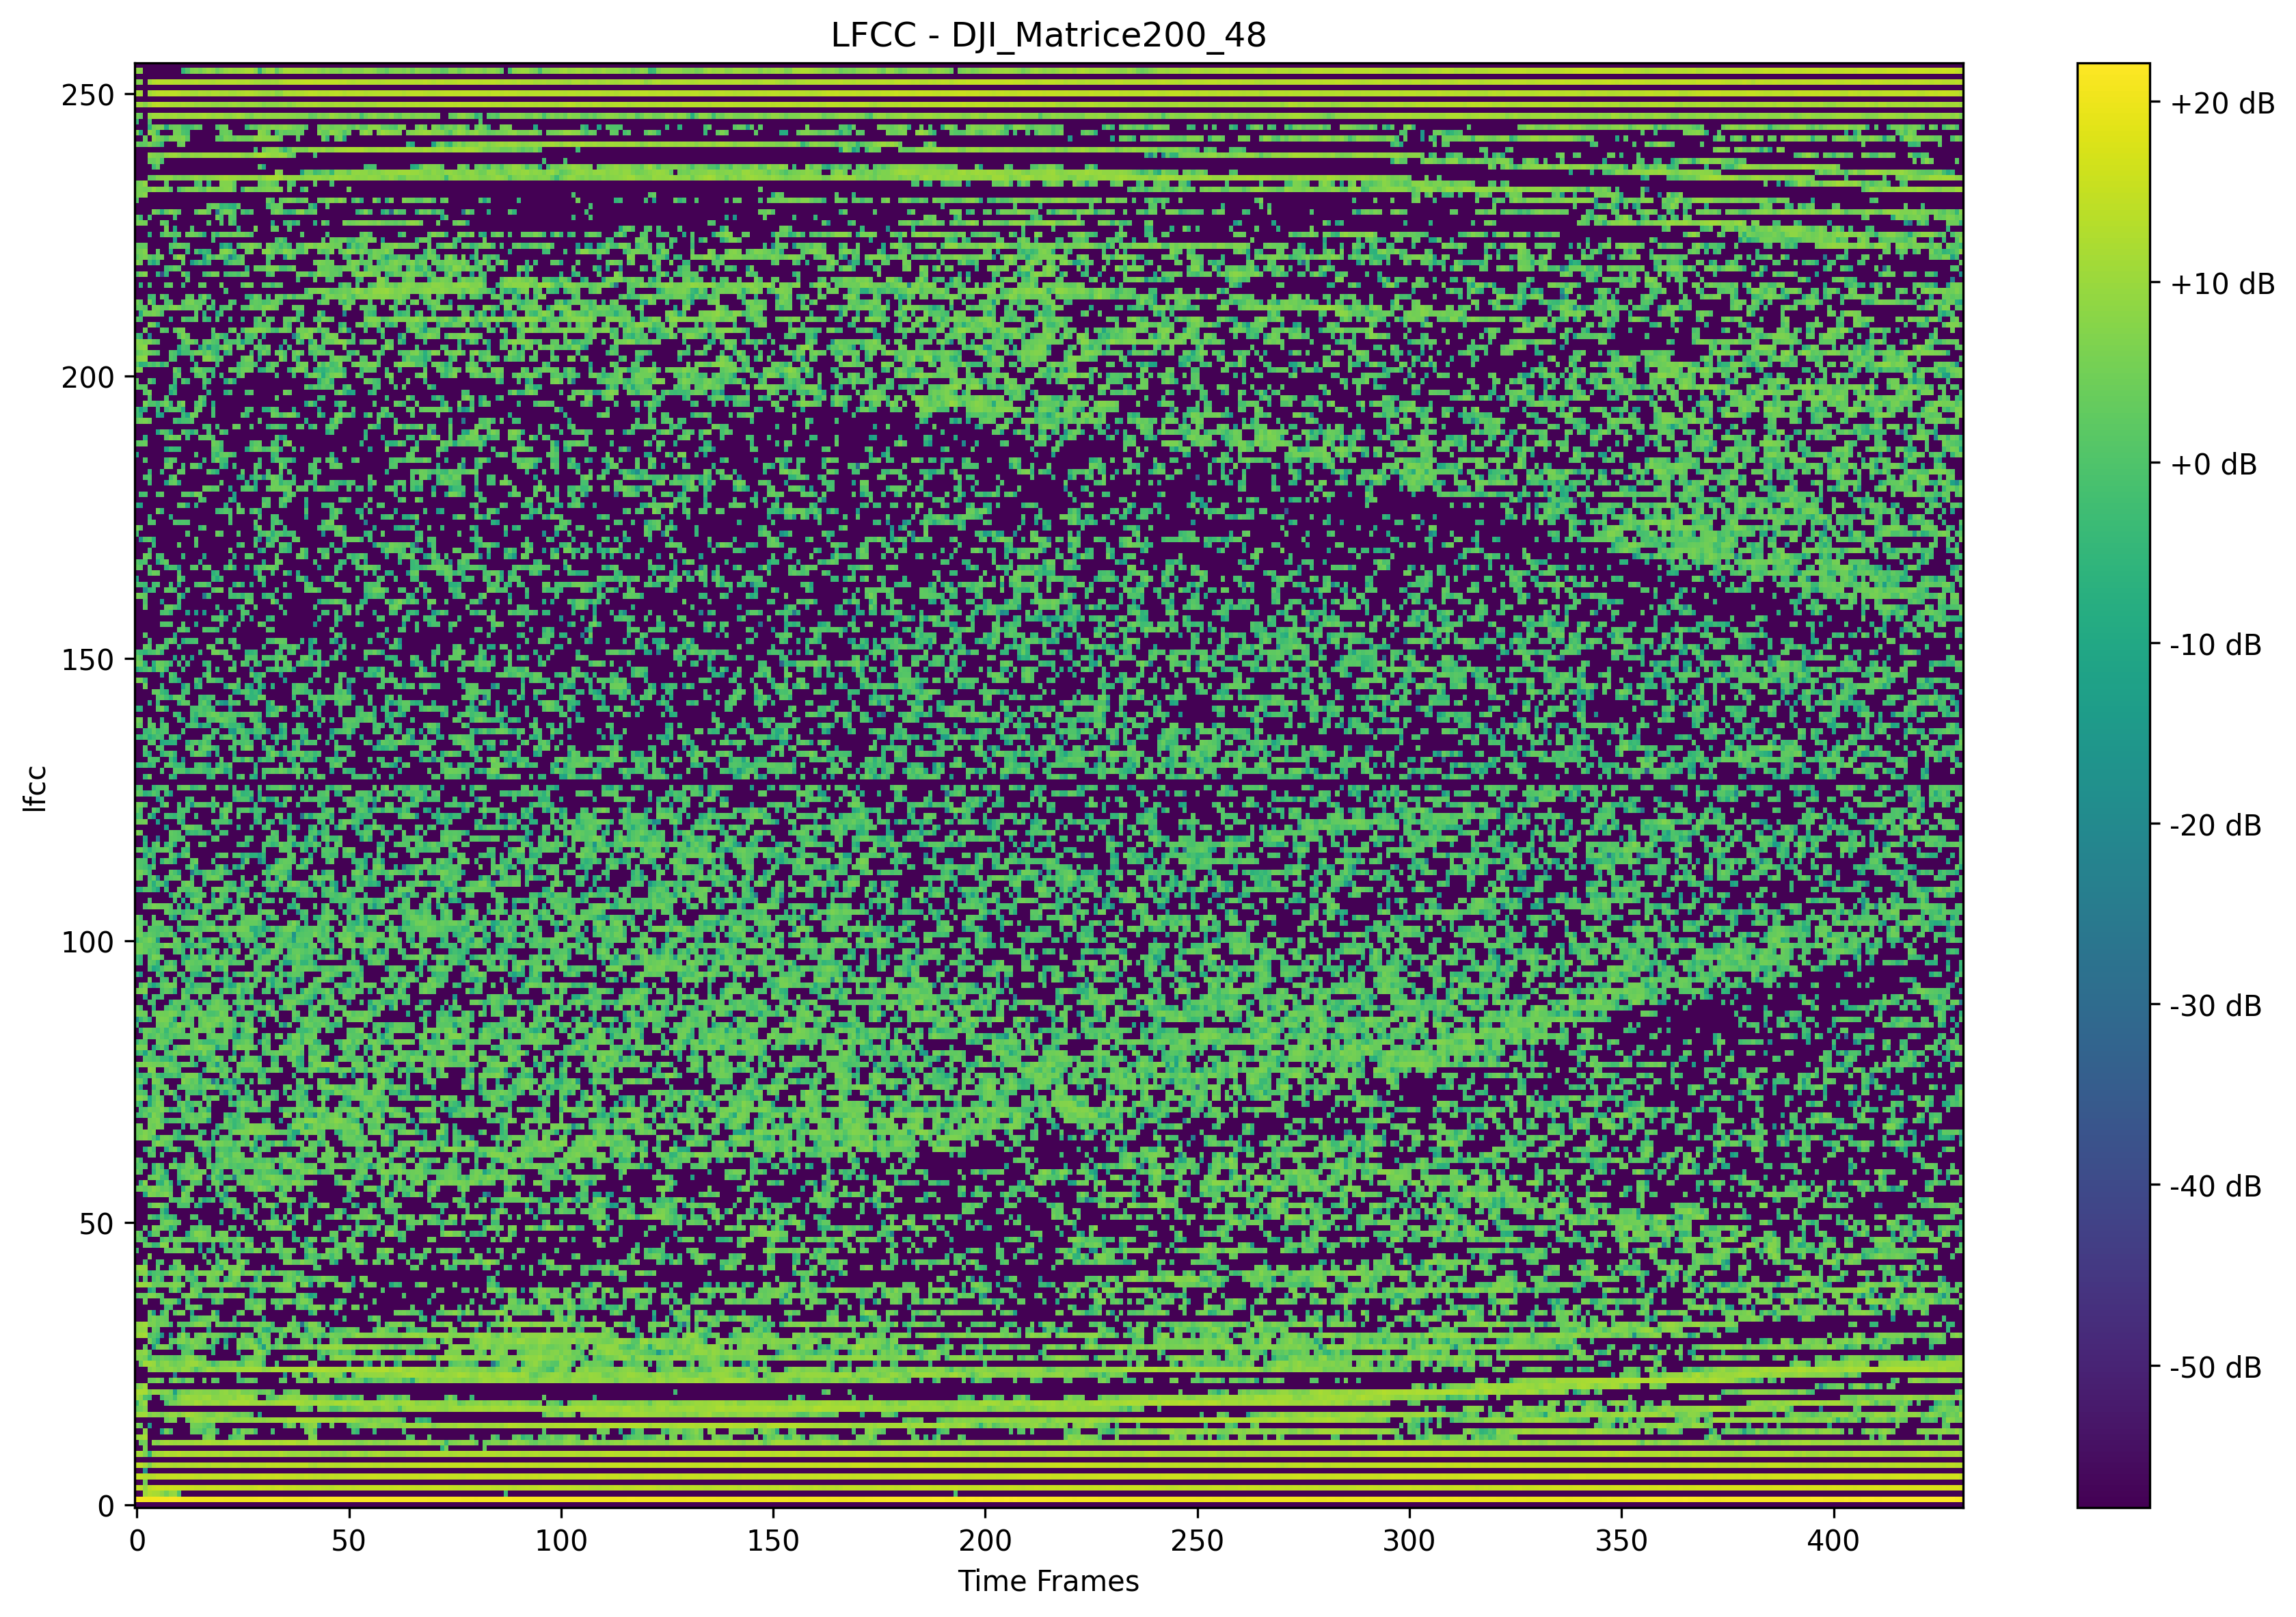 LFCC - DJI_Matrice200_48
250
200
150
100
50
0
lfcc
0 50 100 150 200 250 300 350 400
Time Frames
+20 dB
+10 dB
+0 dB
-10 dB
-20 dB
-30 dB
-40 dB
-50 dB